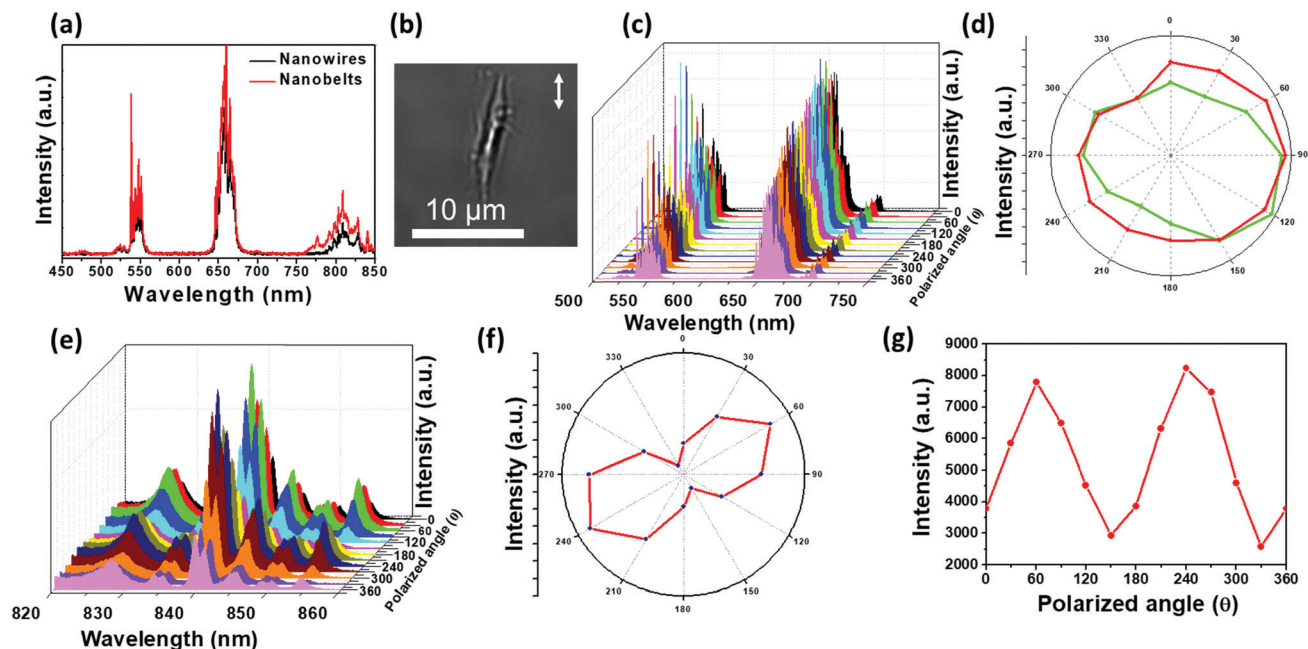 (a)
Intensity (a.u.)
Nanowires
Nanobelts
450 500 550 600 650 700 750 800 850
Wavelength (nm)
(b)
10 µm
(c)
Intensity (a.u.)
0
60
120
180
240
300
360
Polarized angle (θ)
500 550 600 650 700 750
Wavelength (nm)
(d)
Intensity (a.u.)
0
30
60
90
120
150
180
210
240
270
300
330
(e)
Intensity (a.u.)
0
60
120
180
240
300
360
Polarized angle (θ)
820 830 840 850 860
Wavelength (nm)
(f)
Intensity (a.u.)
0
30
60
90
120
150
180
210
240
270
300
330
(g)
Intensity (a.u.)
9000
8000
7000
6000
5000
4000
3000
2000
0 60 120 180 240 300 360
Polarized angle (θ)